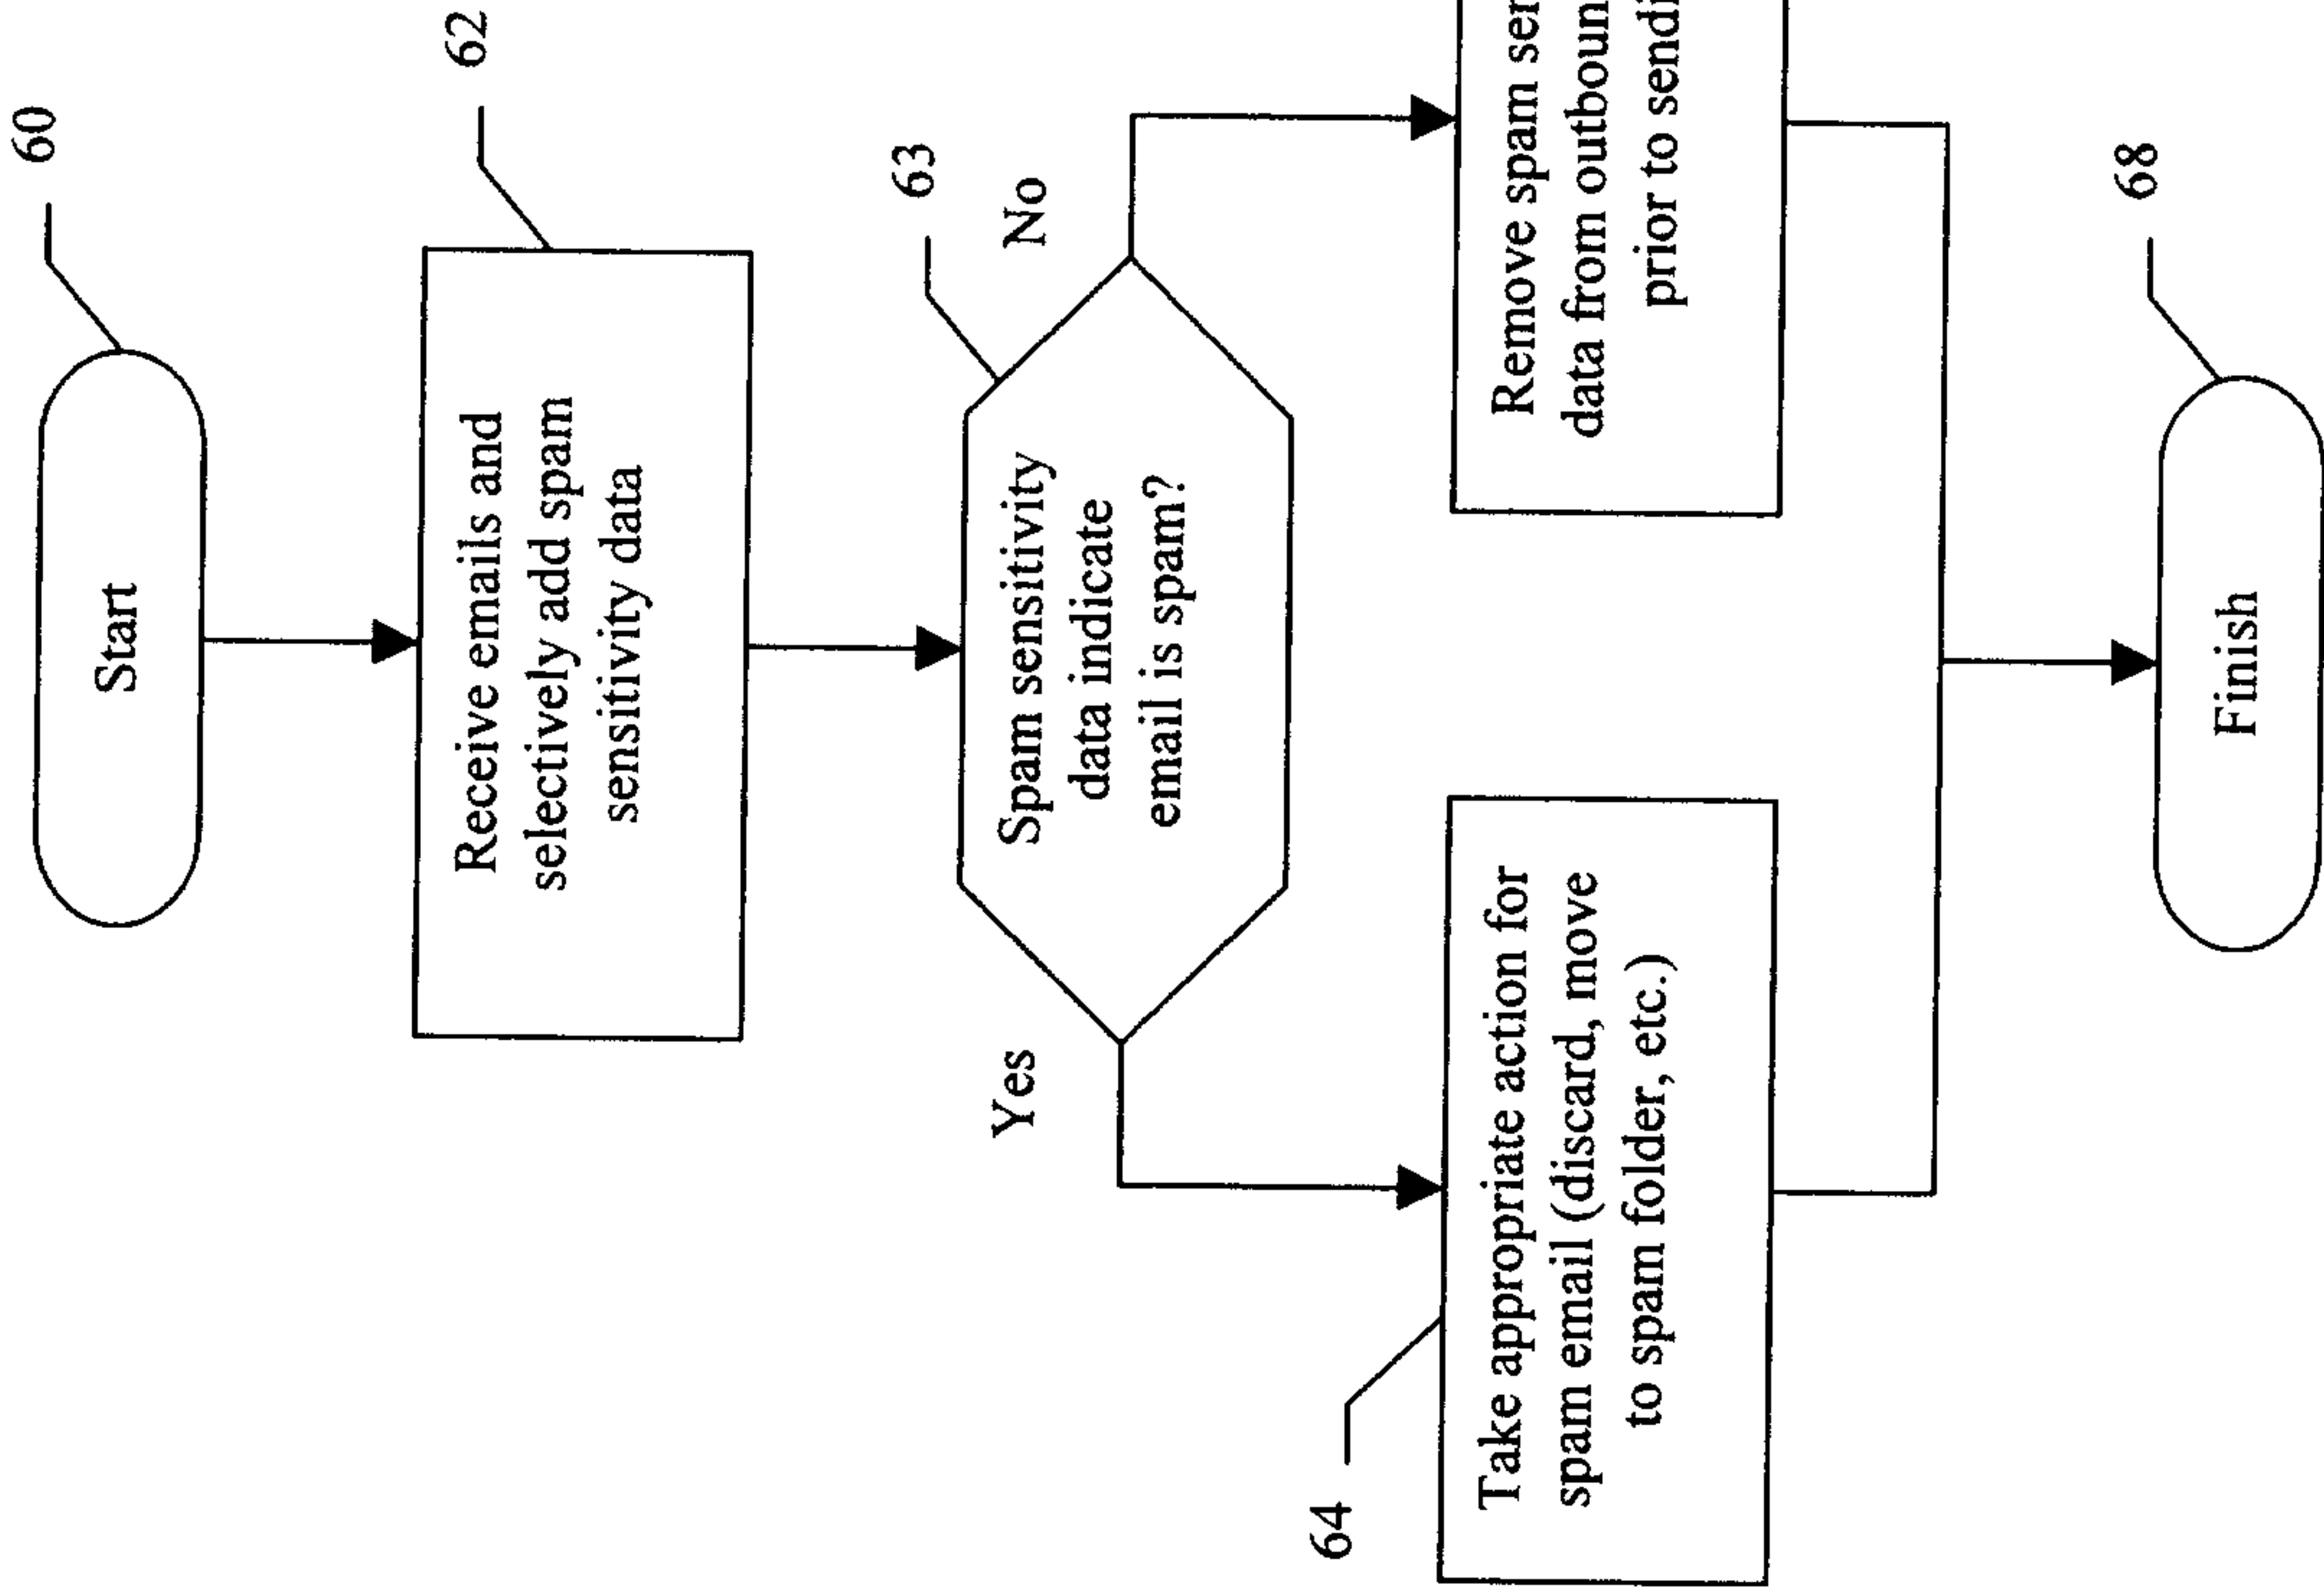 60
Start
62
Receive emails and
selectively add spam
sensitivity data
63
Spam sensitivity
data indicate
email is spam?
Yes
No
64
Take appropriate action for
spam email (discard, move
to spam folder, etc.)
Remove spam
data from
prior to
68
Finish